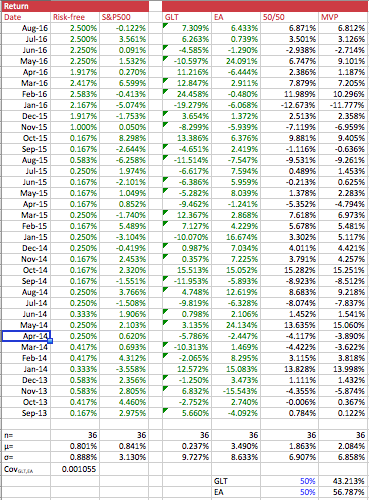 Return
Date Risk-free S&P500 GLT EA 50/50 MVP
Aug-16 2.500% -0.122% 7.309% 6.433% 6.871% 6.812%
Jul-16 2.500% 3.561% 6.263% 0.739% 3.501% 3.126%
Jun-16 2.250% 0.091% -4.585% -1.290% -2.938% -2.714%
May-16 2.250% 1.532% -10.597% 24.091% 6.747% 9.101%
Apr-16 1.917% 0.270% 11.216% -6.444% 2.386% 1.187%
Mar-16 2.417% 6.599% 12.847% 2.911% 7.879% 7.205%
Feb-16 2.583% -0.413% 24.458% -0.480% 11.989% 10.296%
Jan-16 2.167% -5.074% -19.279% -6.068% -12.673% -11.777%
Dec-15 1.917% -1.753% 3.654% 1.372% 2.513% 2.358%
Nov-15 1.000% 0.050% -8.299% -5.939% -7.119% -6.959%
Oct-15 0.167% 8.298% 13.386% 6.376% 9.881% 9.405%
Sep-15 0.167% -2.644% -4.651% 2.419% -1.116% -0.636%
Aug-15 0.583% -6.258% -11.514% -7.547% -9.531% -9.261%
Jul-15 0.250% 1.974% -6.617% 7.594% 0.489% 1.453%
Jun-15 0.167% -2.101% -6.386% 5.959% -0.213% 0.625%
May-15 0.167% 1.049% -5.282% 8.039% 1.378% 2.283%
Apr-15 0.167% 0.852% -9.462% -1.241% -5.352% -4.794%
Mar-15 0.250% -1.740% 12.367% 2.868% 7.618% 6.973%
Feb-15 0.167% 5.489% 7.127% 4.229% 5.678% 5.481%
Jan-15 0.250% -3.104% -10.070% 16.674% 3.302% 5.117%
Dec-14 0.250% -0.419% 0.987% 7.034% 4.011% 4.421%
Nov-14 0.167% 2.453% 0.357% 7.225% 3.791% 4.257%
Oct-14 0.167% 2.320% 15.513% 15.052% 15.282% 15.251%
Sep-14 0.167% -1.551% -11.953% -5.893% -8.923% -8.512%
Aug-14 0.250% 3.766% 4.748% 12.619% 8.683% 9.218%
Jul-14 0.250% -1.508% -9.819% -6.328% -8.074% -7.837%
Jun-14 0.333% 1.906% 0.798% 2.106% 1.452% 1.541%
May-14 0.250% 2.103% 3.135% 24.134% 13.635% 15.060%
Apr-14 0.250% 0.620% -5.786% -2.447% -4.117% -3.890%
Mar-14 0.417% 0.693% -10.313% 1.469% -4.422% -3.622%
Feb-14 0.417% 4.312% -2.065% 8.295% 3.115% 3.818%
Jan-14 0.333% -3.558% 12.572% 15.083% 13.828% 13.998%
Dec-13 0.583% 2.356% -1.250% 3.473% 1.111% 1.432%
Nov-13 0.583% 2.805% 6.832% -15.543% -4.355% -5.874%
Oct-13 0.417% 4.460% -2.752% 2.740% -0.006% 0.367%
Sep-13 0.167% 2.975% 5.660% -4.092% 0.784% 0.122%
n= 36 36 36 36 36 36
μ= 0.801% 0.841% 0.237% 3.490% 1.863% 2.084%
σ= 0.888% 3.130% 9.727% 8.633% 6.907% 6.858%
Cov GLT,EA 0.001055
GLT 50% 43.213%
EA 50% 56.787%